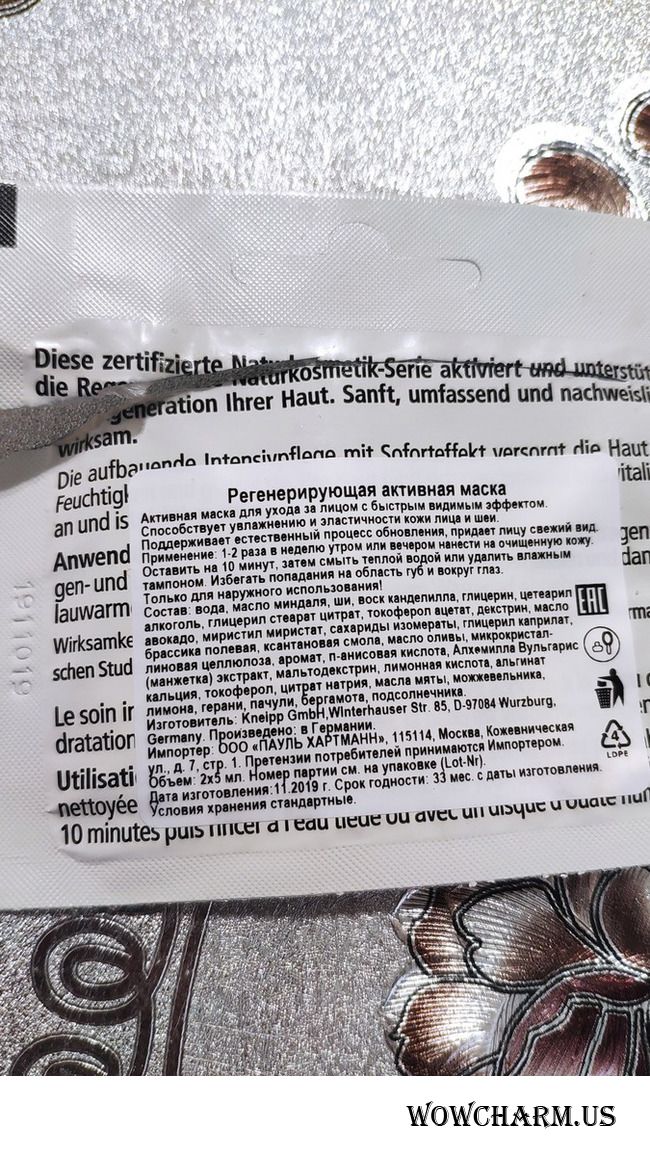 Diese zertifizierte Naturkosmetik-Serie aktiviert und unterstüt
die Re
generation Ihrer Haut. Sanft, umfassend und nachweisli
wirksam.
Die aufbauende Intensivpflege mit Soforteffekt versorgt die Haut
Feuchtigk
itali
an und is
Anwend
gen
gen- und
dan
lauwarm
Wirksamke
schen Stud
Le soin in
dratation
Utilisati
nettoyée
10 minutes puis rincer à l'eau tiède ou avec un disque d'ouate hum
Регенерирующая активная маска
Активная маска для ухода за лицом с быстрым видимым эффектом.
Способствует увлажнению и эластичности кожи лица и шеи.
Поддерживает естественный процесс обновления, придает лицу свежий вид.
Применение: 1-2 раза в неделю утром или вечером нанести на очищенную кожу.
Оставить на 10 минут, затем смыть теплой водой или удалить влажным
тампоном. Избегать попадания на область губ и вокруг глаз.
Только для наружного использования!
Состав: вода, масло миндаля, ши, воск канделилла, глицерин, цетеарил
алкоголь, глицерил стеарат цитрат, токоферол ацетат, декстрин, масло
авокадо, миристил миристат, сахариды изомераты, глицерил каприлат,
брассика полевая, ксантановая смола, масло оливы, микрокристал-
линовая целлюлоза, аромат, п-анисовая кислота, Алхемилла Вульгарис
(манжетка) экстракт, мальтодекстрин, лимонная кислота, альгинат
кальция, токоферол, цитрат натрия, масла мяты, можжевельника,
лимона, герани, пачули, бергамота, подсолнечника.
Изготовитель: Kneipp GmbH,Winterhauser Str. 85, D-97084 Wurzburg,
Germany. Произведено: в Германии.
Импортер: ООО «ПАУЛЬ ХАРТМАНН», 115114, Москва, Кожевническая
ул., д. 7, стр. 1. Претензии потребителей принимаются Импортером.
Объем: 2x5 мл. Номер партии см. на упаковке (Lot-Nr).
Дата изготовления:11.2019 г. Срок годности: 33 мес. с даты изготовления.
Условия хранения стандартные.
EAC
4
LDPE
1911019
WOWCHARM.US